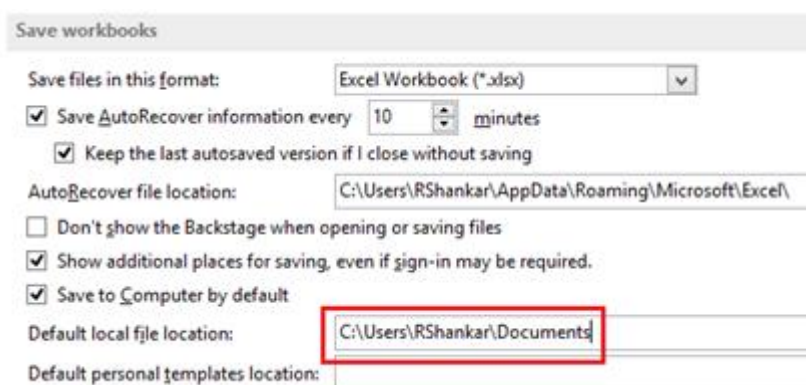 Save workbooks
Save files in this format: Excel Workbook (*.xlsx)
Save AutoRecover information every 10 minutes
Keep the last autosaved version if I close without saving
AutoRecover file location: C:\Users\RShankar\AppData\Roaming\Microsoft\Excel\
Don't show the Backstage when opening or saving files
Show additional places for saving, even if sign-in may be required.
Save to Computer by default
Default local file location: C:\Users\RShankar\Documents
Default personal templates location: